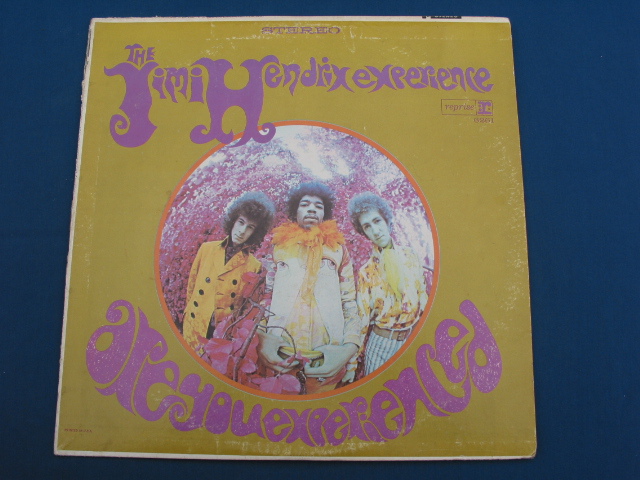 STEREO
THE
Jimi Hendrix experience
reprise
are you experienced